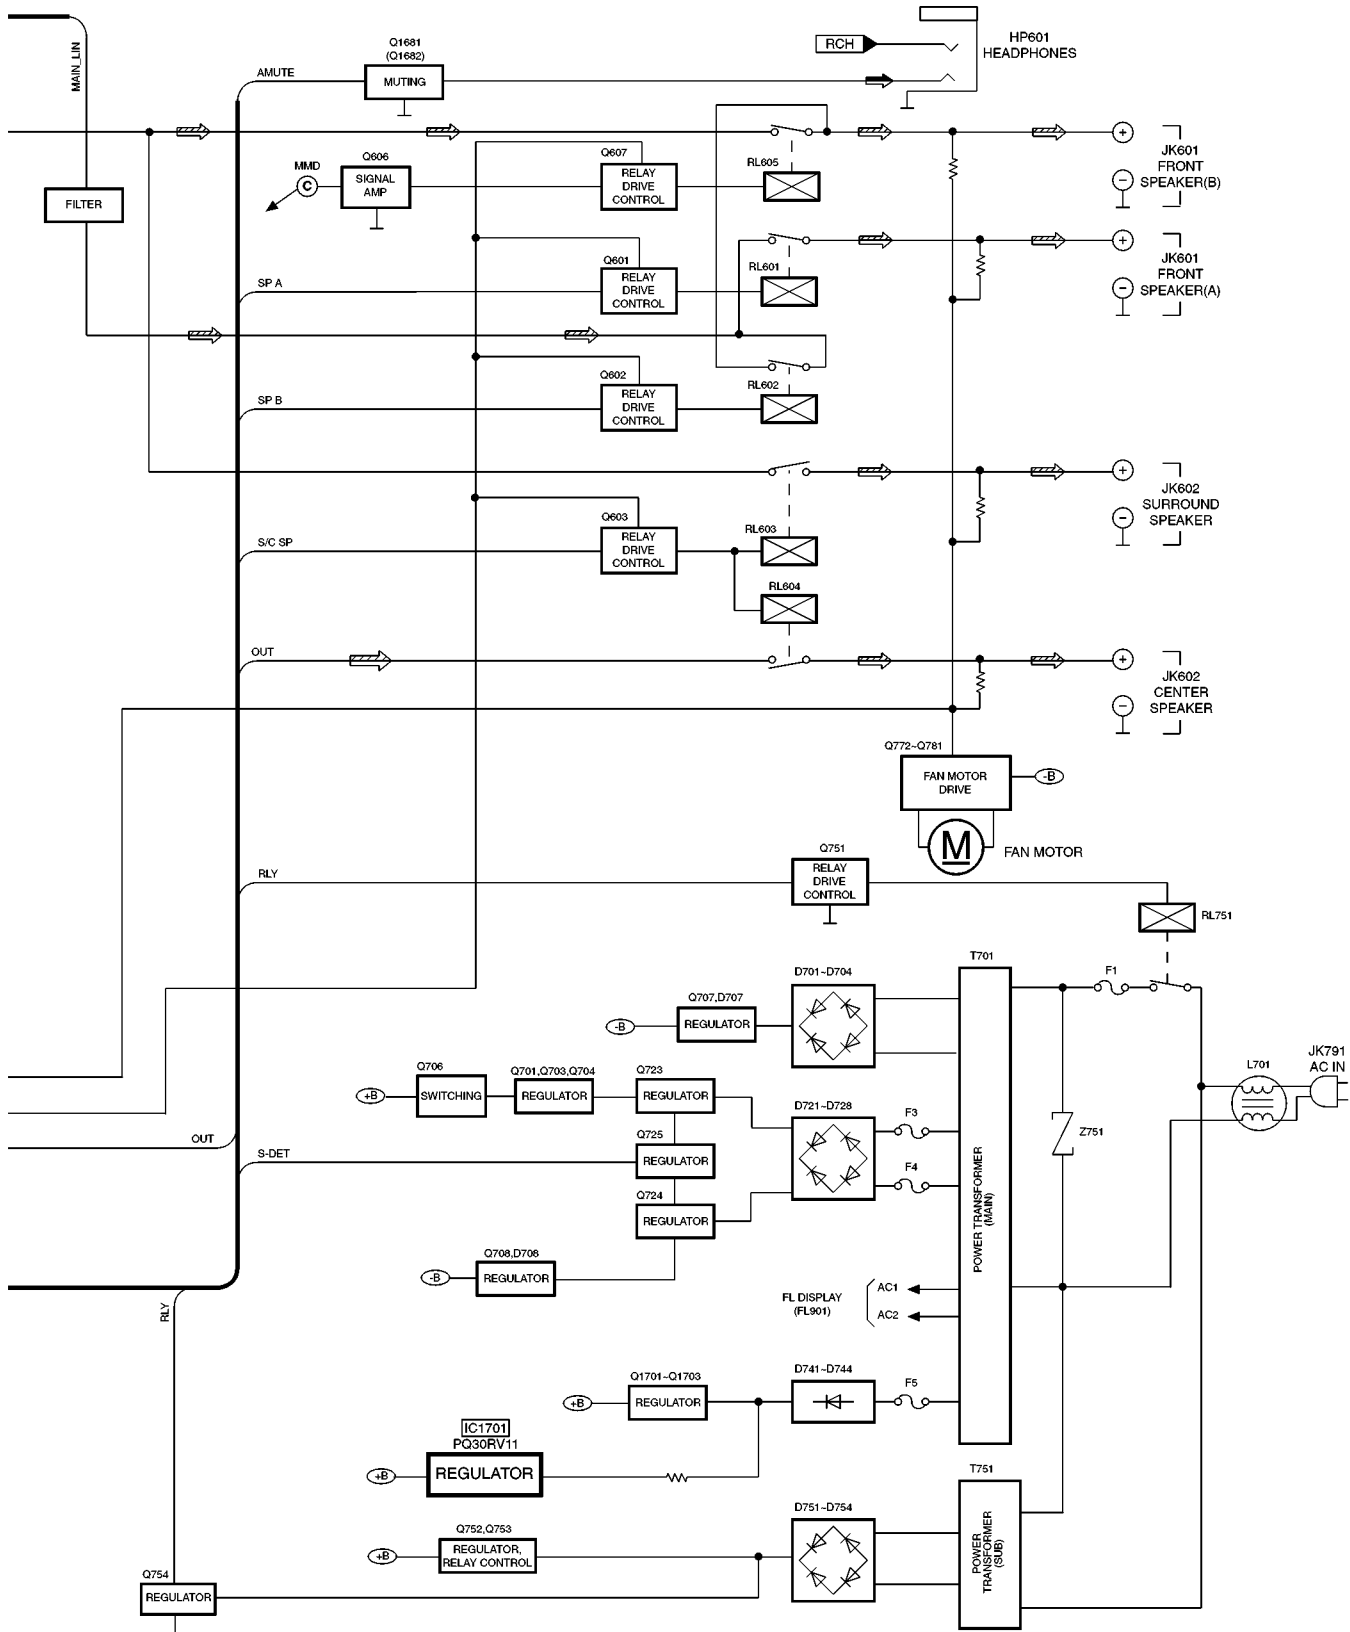 MAIN_LIN
Q1681
(Q1682)
AMUTE
MUTING
RCH
HP601
HEADPHONES
FILTER
MMD
C
Q606
SIGNAL
AMP
Q607
RELAY
DRIVE
CONTROL
RL605
+
−
JK601
FRONT
SPEAKER(B)
SP A
Q601
RELAY
DRIVE
CONTROL
RL601
+
−
JK601
FRONT
SPEAKER(A)
SP B
Q602
RELAY
DRIVE
CONTROL
RL602
S/C SP
Q603
RELAY
DRIVE
CONTROL
RL603
RL604
+
−
JK602
SURROUND
SPEAKER
OUT
+
−
JK602
CENTER
SPEAKER
Q772~Q781
FAN MOTOR
DRIVE
-B
M
FAN MOTOR
RLY
Q751
RELAY
DRIVE
CONTROL
RL751
T701
F1
D701~D704
Q707,D707
-B
REGULATOR
Q706
+B
SWITCHING
Q701,Q703,Q704
REGULATOR
Q723
REGULATOR
D721~D728
F3
F4
L701
JK791
AC IN
Z751
OUT
S-DET
Q725
REGULATOR
Q724
REGULATOR
Q708,D708
-B
REGULATOR
POWER TRANSFORMER
(MAIN)
FL DISPLAY
(FL901)
AC1
AC2
RLY
Q1701~Q1703
+B
REGULATOR
D741~D744
F5
IC1701
PQ30RV11
+B
REGULATOR
T751
D751~D754
Q752,Q753
+B
REGULATOR,
RELAY CONTROL
POWER
TRANSFORMER
(SUB)
Q754
REGULATOR